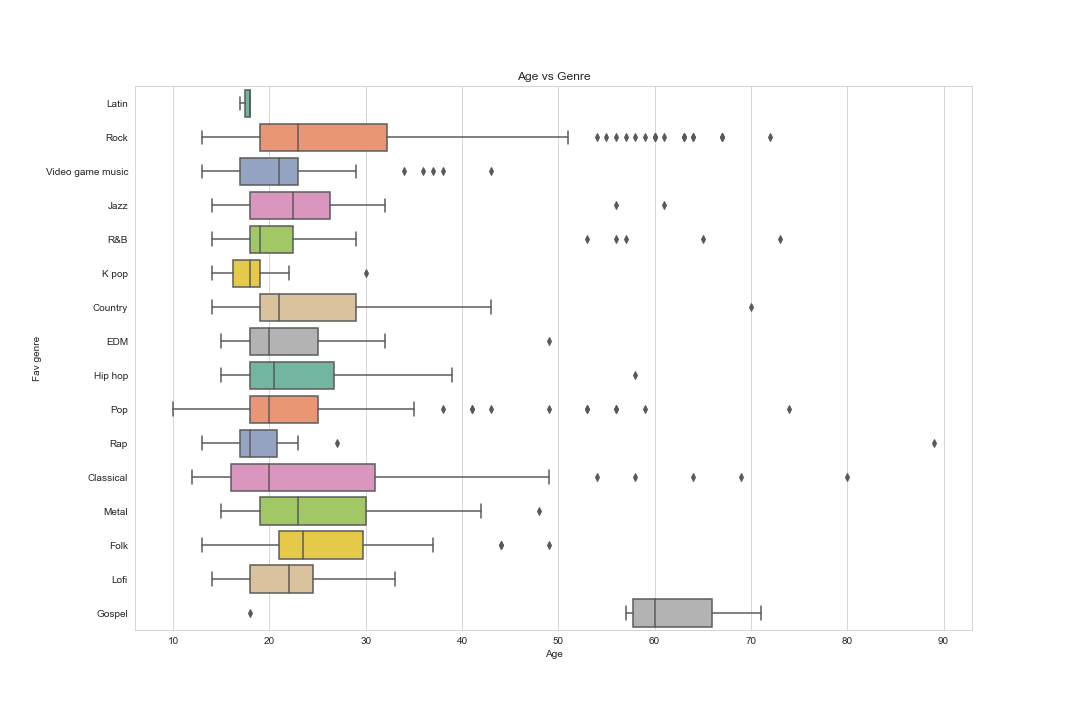 Age vs Genre
Fav genre
Latin
Rock
Video game music
Jazz
R&B
K pop
Country
EDM
Hip hop
Pop
Rap
Classical
Metal
Folk
Lofi
Gospel
10 20 30 40 50 60 70 80 90
Age